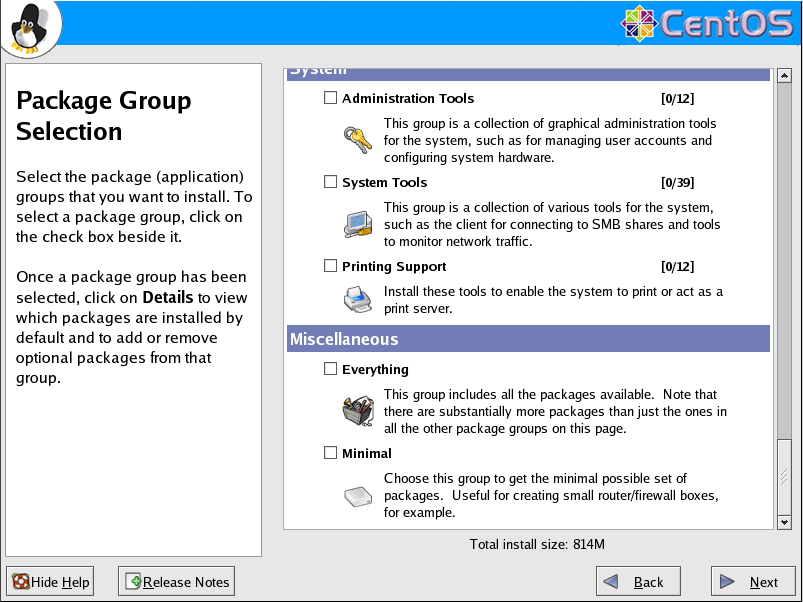 CentOS
Package Group
Selection
Select the package (application)
groups that you want to install. To
select a package group, click on
the check box beside it.
Once a package group has been
selected, click on Details to view
which packages are installed by
default and to add or remove
optional packages from that
group.
System
Administration Tools [0/12]
This group is a collection of graphical administration tools
for the system, such as for managing user accounts and
configuring system hardware.
System Tools [0/39]
This group is a collection of various tools for the system,
such as the client for connecting to SMB shares and tools
to monitor network traffic.
Printing Support [0/12]
Install these tools to enable the system to print or act as a
print server.
Miscellaneous
Everything
This group includes all the packages available.  Note that
there are substantially more packages than just the ones in
all the other package groups on this page.
Minimal
Choose this group to get the minimal possible set of
packages.  Useful for creating small router/firewall boxes,
for example.
Total install size: 814M
Hide Help Release Notes Back Next